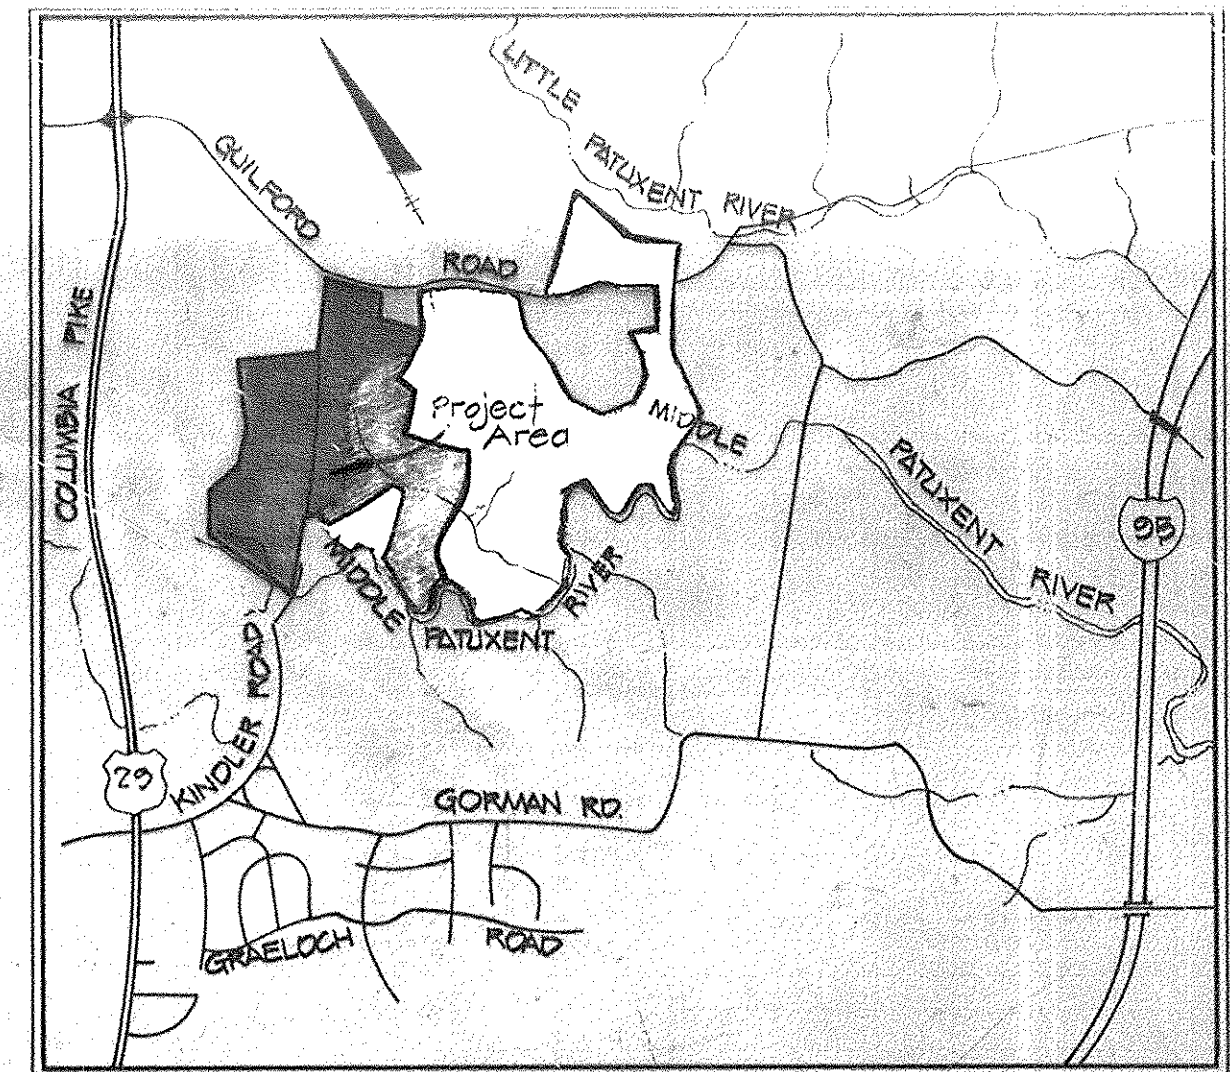 LITTLE
PATUXENT RIVER
GUILFORD
ROAD
COLUMBIA PIKE
Project
Area
MIDDLE
PATUXENT
RIVER
95
MIDDLE
PATUXENT
RIVER
KINDLER ROAD
29
GORMAN RD.
GRAELOCH ROAD